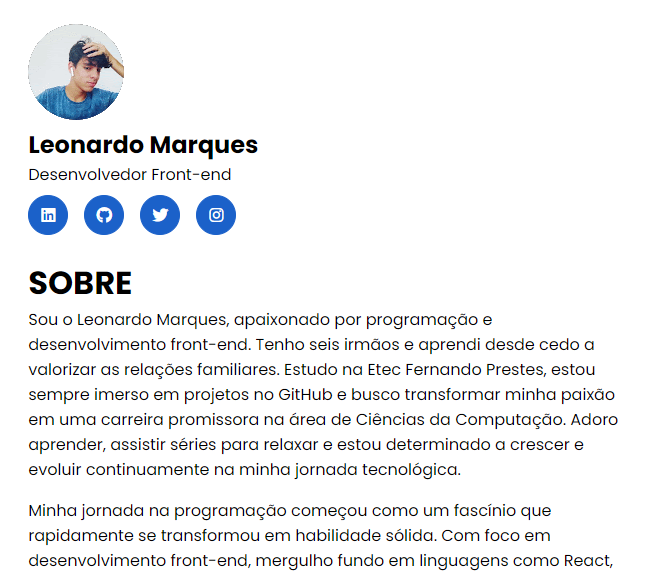 Leonardo Marques
Desenvolvedor Front-end
SOBRE
Sou o Leonardo Marques, apaixonado por programação e
desenvolvimento front-end. Tenho seis irmãos e aprendi desde cedo a
valorizar as relações familiares. Estudo na Etec Fernando Prestes, estou
sempre imerso em projetos no GitHub e busco transformar minha paixão
em uma carreira promissora na área de Ciências da Computação. Adoro
aprender, assistir séries para relaxar e estou determinado a crescer e
evoluir continuamente na minha jornada tecnológica.
Minha jornada na programação começou como um fascínio que
rapidamente se transformou em habilidade sólida. Com foco em
desenvolvimento front-end, mergulho fundo em linguagens como React,